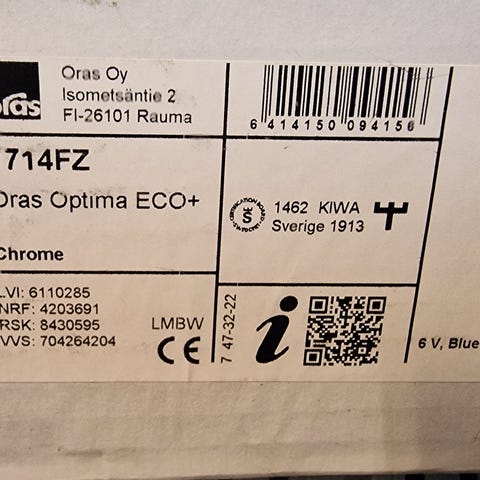 oras
Oras Oy
Isometsäntie 2
FI-26101 Rauma
6 414150 094156
714FZ
Oras Optima ECO+
Chrome
1462 KIWA
Sverige 1913
LVI: 6110285
NRF: 4203691
RSK: 8430595
VVS: 704264204
LMBW
CE
7 47-32-22
i
6 V, Blue